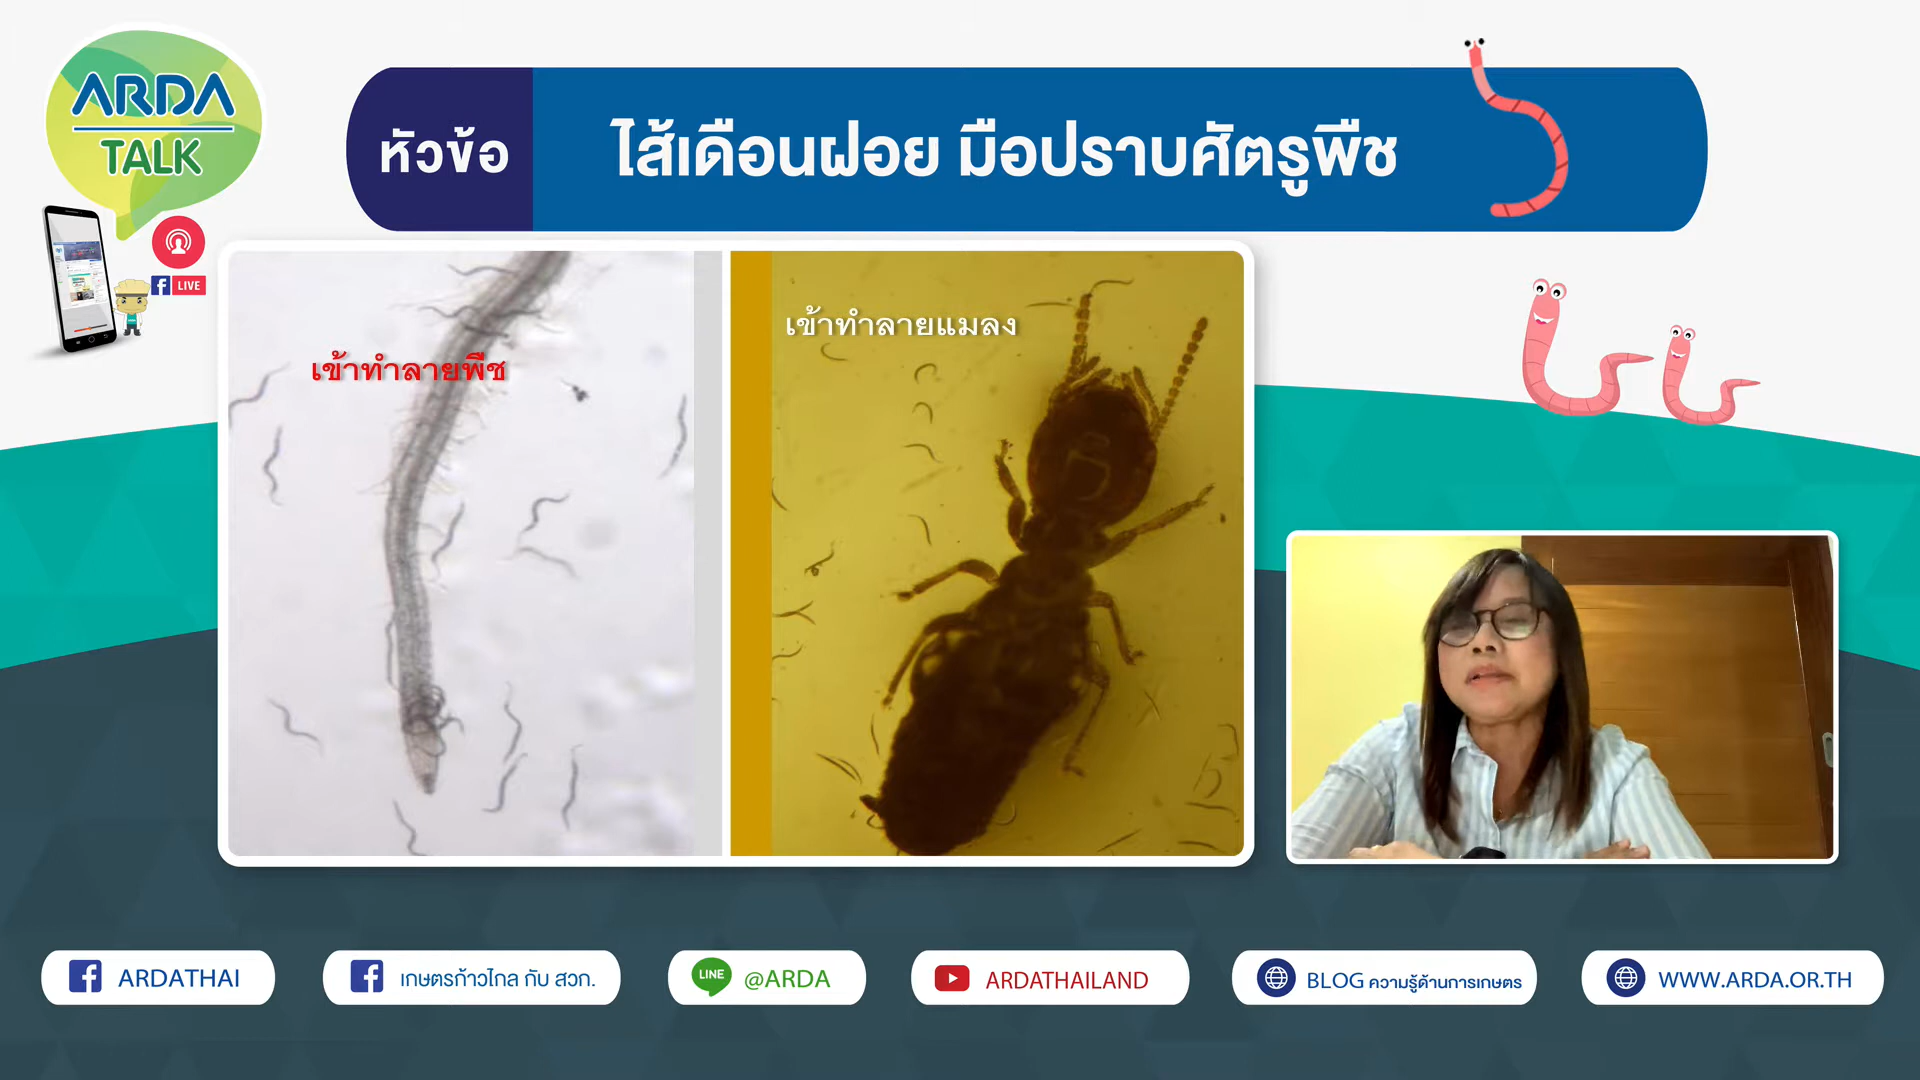 ARDA
TALK
LIVE
หัวข้อ
ไส้เดือนฝอย มือปราบศัตรูพืช
เข้าทำลายพืช
เข้าทำลายแมลง
ARDATHAI
เกษตรก้าวไกล กับ สวก.
LINE
@ARDA
ARDATHAILAND
BLOG ความรู้ด้านการเกษตร
WWW.ARDA.OR.TH